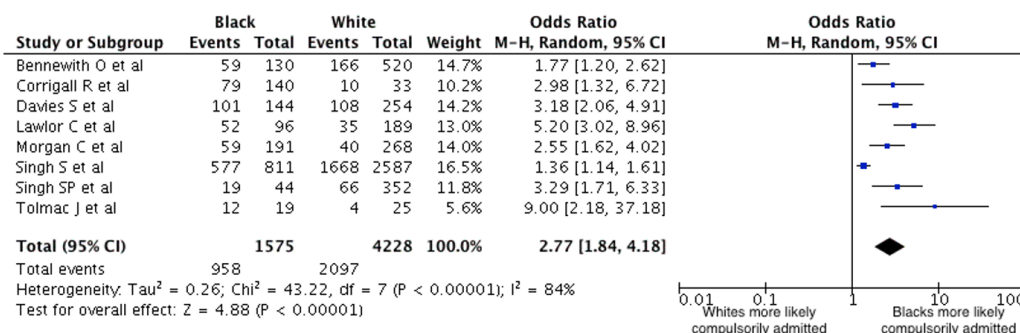 Black White Odds Ratio Odds Ratio
Study or Subgroup Events Total Events Total Weight M-H, Random, 95% CI M-H, Random, 95% CI
Bennewith O et al 59 130 166 520 14.7% 1.77 [1.20, 2.62]
Corrigall R et al 79 140 10 33 10.2% 2.98 [1.32, 6.72]
Davies S et al 101 144 108 254 14.2% 3.18 [2.06, 4.91]
Lawlor C et al 52 96 35 189 13.0% 5.20 [3.02, 8.96]
Morgan C et al 59 191 40 268 14.0% 2.55 [1.62, 4.02]
Singh S et al 577 811 1668 2587 16.5% 1.36 [1.14, 1.61]
Singh SP et al 19 44 66 352 11.8% 3.29 [1.71, 6.33]
Tolmac J et al 12 19 4 25 5.6% 9.00 [2.18, 37.18]
Total (95% CI) 1575 4228 100.0% 2.77 [1.84, 4.18]
Total events 958 2097
Heterogeneity: Tau² = 0.26; Chi² = 43.22, df = 7 (P < 0.00001); I² = 84%
Test for overall effect: Z = 4.88 (P < 0.00001)
0.01 0.1 1 10 100
Whites more likely Blacks more likely
compulsorily admitted compulsorily admitted